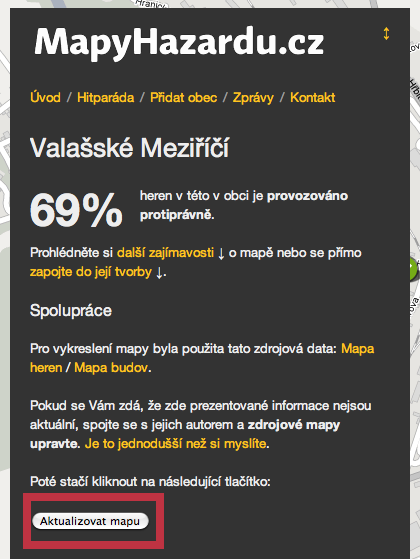 Hranick
MapyHazardu.cz ↕
Úvod / Hitparáda / Přidat obec / Zprávy / Kontakt
Valašské Meziříčí
69% heren v této v obci je provozováno
protiprávně.
Prohlédněte si další zajímavosti ↓ o mapě nebo se přímo
zapojte do její tvorby ↓.
Spolupráce
Pro vykreslení mapy byla použita tato zdrojová data: Mapa
heren / Mapa budov.
Pokud se Vám zdá, že zde prezentované informace nejsou
aktuální, spojte se s jejich autorem a zdrojové mapy
upravte. Je to jednodušší než si myslíte.
Poté stačí kliknout na následující tlačítko:
Aktualizovat mapu